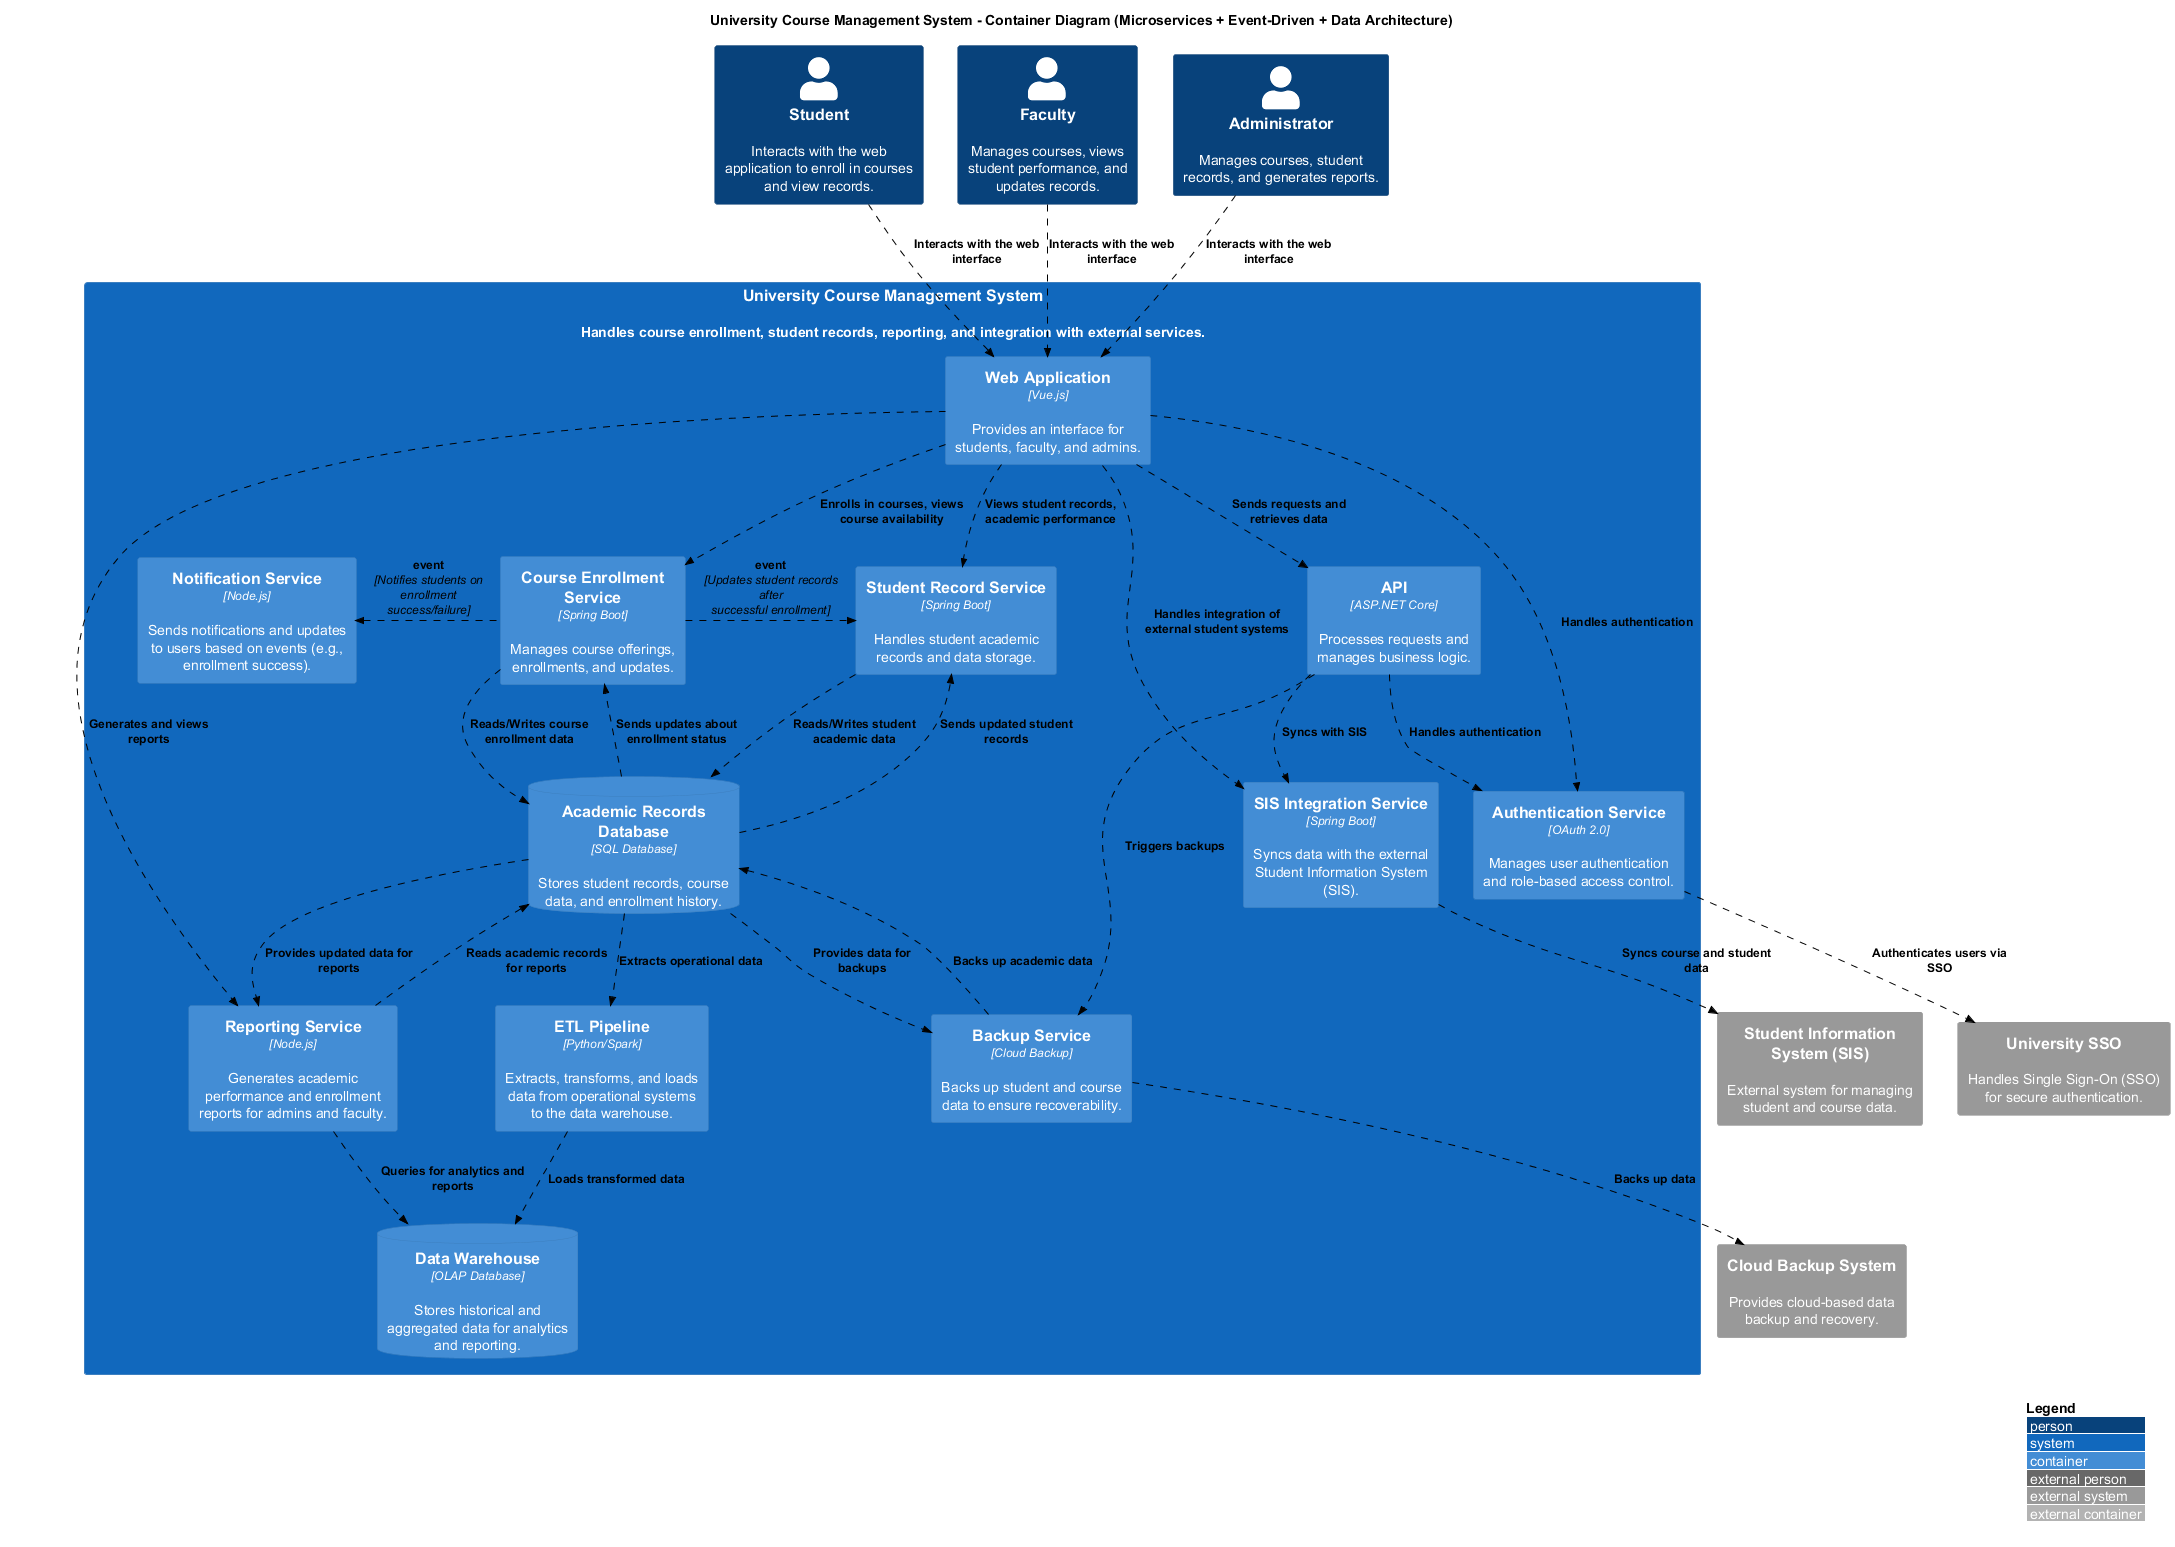 University Course Management System - Container Diagram (Microservices + Event-Driven + Data Architecture)
Student
Interacts with the web
application to enroll in courses
and view records.
Faculty
Manages courses, views
student performance, and
updates records.
Administrator
Manages courses, student
records, and generates reports.
Interacts with the web
interface
Interacts with the web
interface
Interacts with the web
interface
University Course Management System
Handles course enrollment, student records, reporting, and integration with external services.
Web Application
[Vue.js]
Provides an interface for
students, faculty, and admins.
Enrolls in courses, views
course availability
Views student records,
academic performance
Sends requests and
retrieves data
Notification Service
[Node.js]
Sends notifications and updates
to users based on events (e.g.,
enrollment success).
event
[Notifies students on
enrollment
success/failure]
Course Enrollment
Service
[Spring Boot]
Manages course offerings,
enrollments, and updates.
event
[Updates student records
after
successful enrollment]
Student Record Service
[Spring Boot]
Handles student academic
records and data storage.
Handles integration of
external student systems
API
[ASP.NET Core]
Processes requests and
manages business logic.
Handles authentication
Generates and views
reports
Reads/Writes course
enrollment data
Sends updates about
enrollment status
Reads/Writes student
academic data
Sends updated student
records
Syncs with SIS
Handles authentication
Academic Records
Database
[SQL Database]
Stores student records, course
data, and enrollment history.
Triggers backups
SIS Integration Service
[Spring Boot]
Syncs data with the external
Student Information System
(SIS).
Authentication Service
[OAuth 2.0]
Manages user authentication
and role-based access control.
Provides updated data for
reports
Reads academic records
for reports
Extracts operational data
Provides data for
backups
Backs up academic data
Syncs course and student
data
Authenticates users via
SSO
Reporting Service
[Node.js]
Generates academic
performance and enrollment
reports for admins and faculty.
ETL Pipeline
[Python/Spark]
Extracts, transforms, and loads
data from operational systems
to the data warehouse.
Backup Service
[Cloud Backup]
Backs up student and course
data to ensure recoverability.
Student Information
System (SIS)
External system for managing
student and course data.
University SSO
Handles Single Sign-On (SSO)
for secure authentication.
Queries for analytics and
reports
Loads transformed data
Backs up data
Data Warehouse
[OLAP Database]
Stores historical and
aggregated data for analytics
and reporting.
Cloud Backup System
Provides cloud-based data
backup and recovery.
Legend
person
system
container
external person
external system
external container